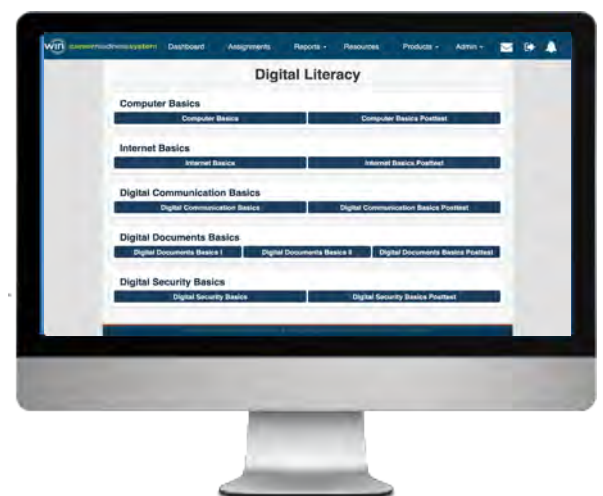 win careerreadinesssystem Dashboard Assignments Reports Resources Products Admin
Digital Literacy
Computer Basics
Computer Basics Computer Basics Posttest
Internet Basics
Internet Basics Internet Basics Posttest
Digital Communication Basics
Digital Communication Basics Digital Communication Basics Posttest
Digital Documents Basics
Digital Documents Basics I Digital Documents Basics II Digital Documents Basics Posttest
Digital Security Basics
Digital Security Basics Digital Security Basics Posttest